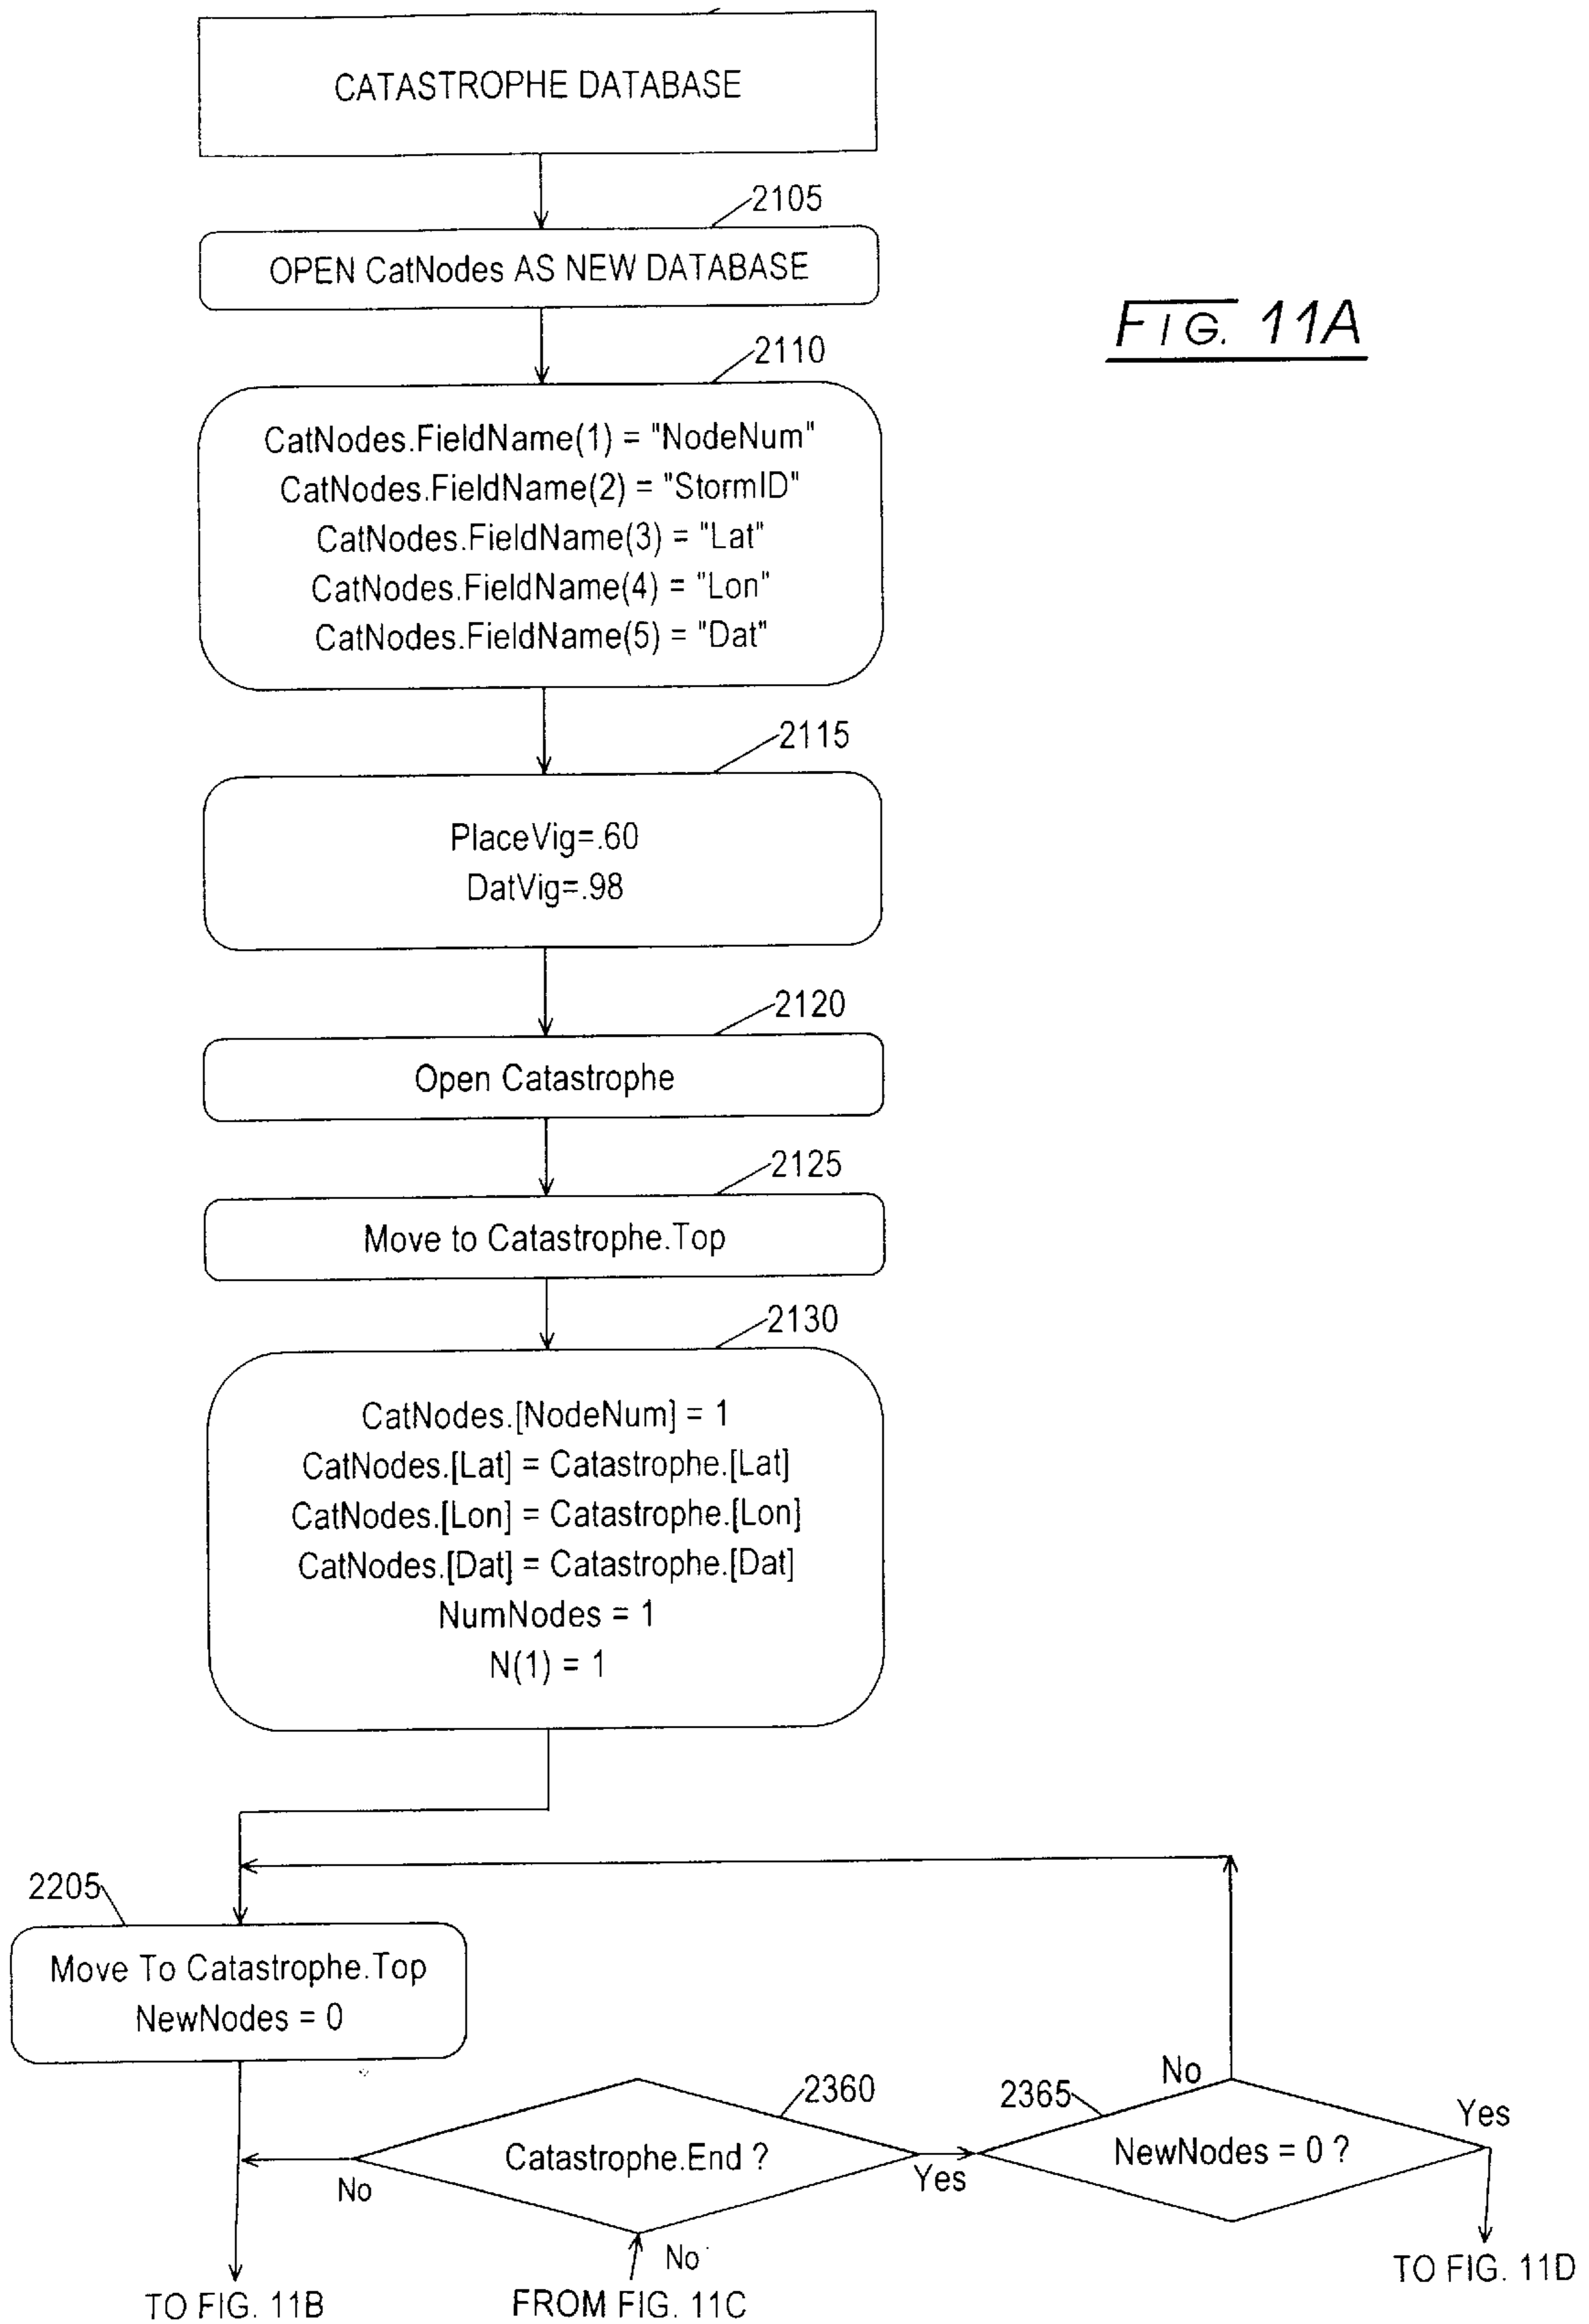 CATASTROPHE DATABASE
2105
OPEN CatNodes AS NEW DATABASE
FIG. 11A
2110
CatNodes.FieldName(1) = "NodeNum"
CatNodes.FieldName(2) = "StormID"
CatNodes.FieldName(3) = "Lat"
CatNodes.FieldName(4) = "Lon"
CatNodes.FieldName(5) = "Dat"
2115
PlaceVig=.60
DatVig=.98
2120
Open Catastrophe
2125
Move to Catastrophe.Top
2130
CatNodes.[NodeNum] = 1
CatNodes.[Lat] = Catastrophe.[Lat]
CatNodes.[Lon] = Catastrophe.[Lon]
CatNodes.[Dat] = Catastrophe.[Dat]
NumNodes = 1
N(1) = 1
2205
Move To Catastrophe.Top
NewNodes = 0
2360
Catastrophe.End ?
No
Yes
2365
No
NewNodes = 0 ?
Yes
No
TO FIG. 11B
FROM FIG. 11C
TO FIG. 11D